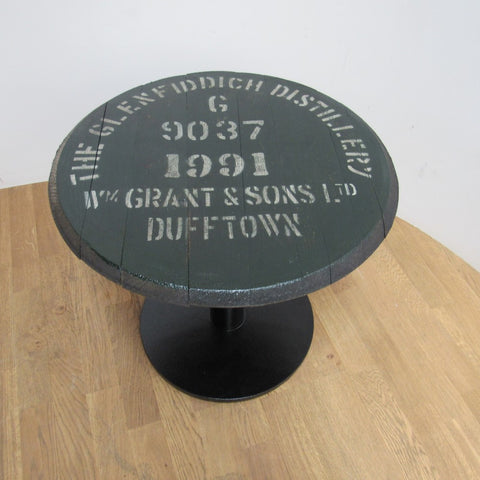 THE GLENFIDDICH DISTILLERY
G
9037
1991
WM GRANT & SONS LTD
DUFFTOWN